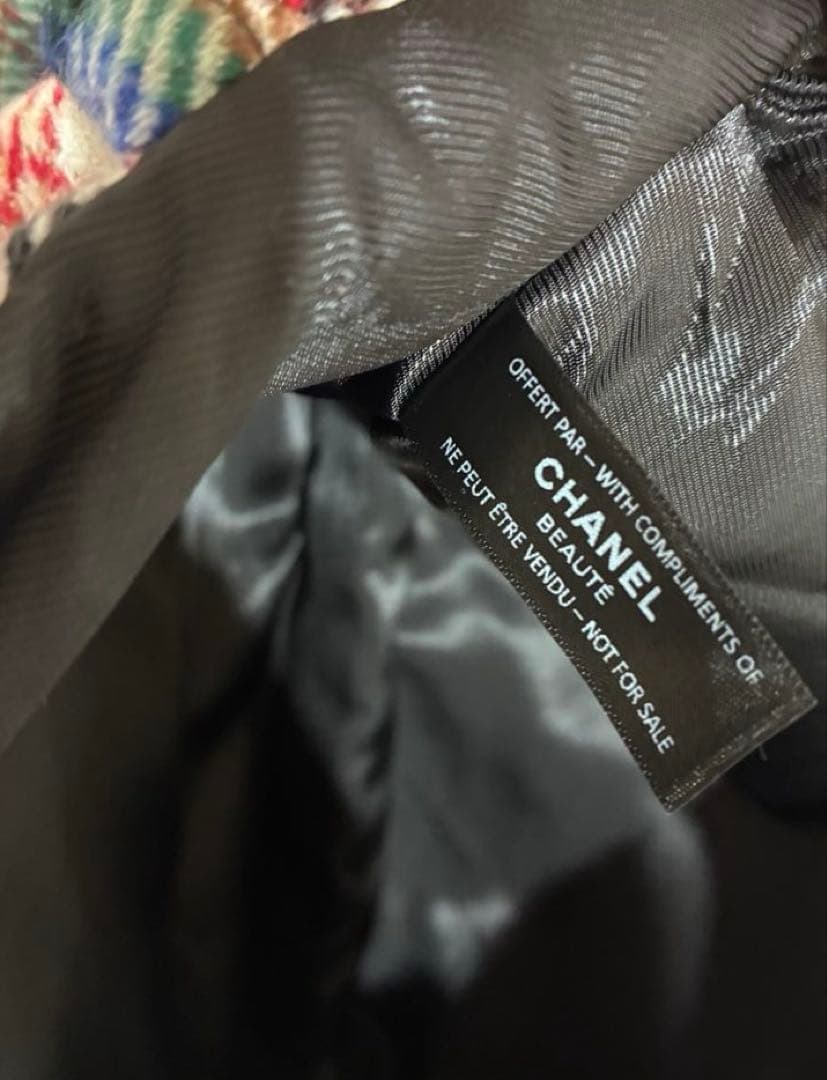 OFFERT PAR – WITH COMPLIMENTS OF
CHANEL
BEAUTÉ
NE PEUT ÊTRE VENDU – NOT FOR SALE